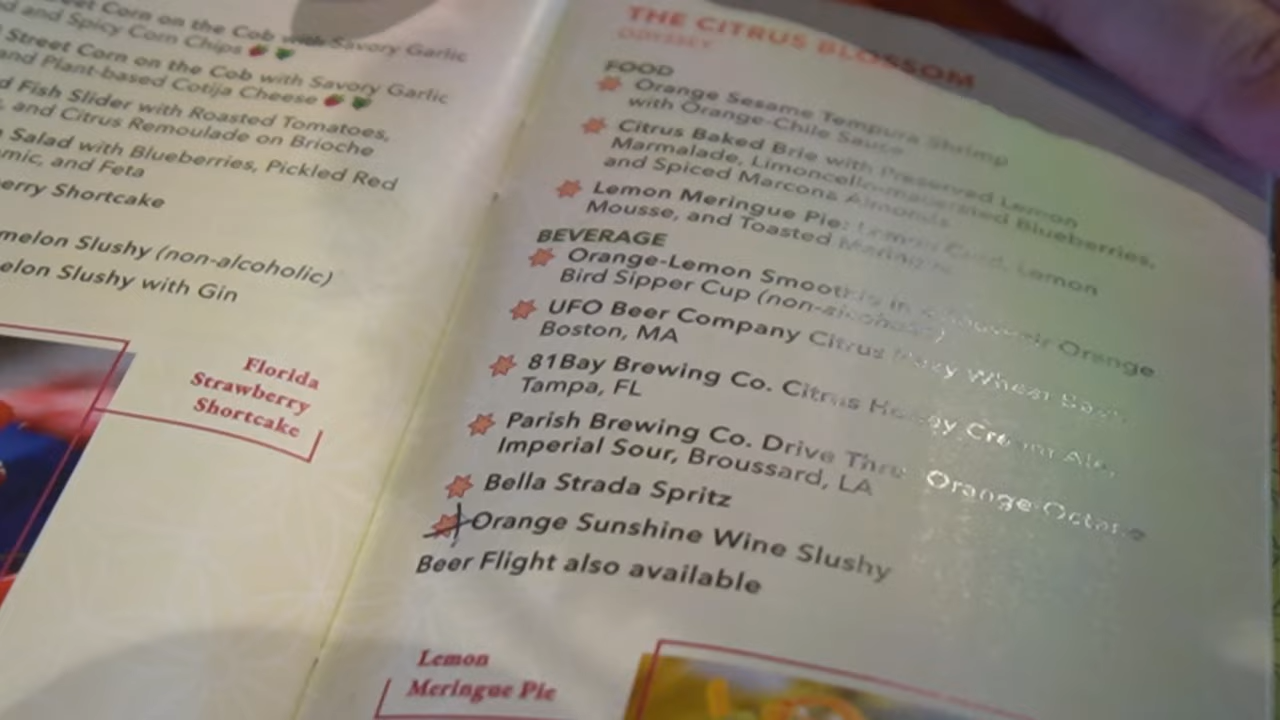 Street Corn on the Cob with Savory Garlic
and Spicy Corn Chips
Street Corn on the Cob with Savory Garlic
and Plant-based Cotija Cheese
Fish Slider with Roasted Tomatoes,
and Citrus Remoulade on Brioche
Salad with Blueberries, Pickled Red
and Feta
Shortcake
Slushy (non-alcoholic)
Slushy with Gin
Florida
Strawberry
Shortcake
THE CITRUS BLOSSOM
ODYSSEY
FOOD
Orange Sesame Tempura Shrimp
with Orange-Chile Sauce
Citrus Baked Brie with Preserved Lemon
Marmalade, Limoncello-macerated Blueberries,
and Spiced Marcona Almonds
Lemon Meringue Pie: Lemon Curd, Lemon
Mousse, and Toasted Meringue
BEVERAGE
Orange-Lemon Smoothie in a Souvenir Orange
Bird Sipper Cup (non-alcoholic)
UFO Beer Company Citrus Wheat
Boston, MA
81Bay Brewing Co. Citrus Honey Cream Ale,
Tampa, FL
Parish Brewing Co. Drive Thru Orange Octane
Imperial Sour, Broussard, LA
Bella Strada Spritz
Orange Sunshine Wine Slushy
Beer Flight also available
Lemon
Meringue Pie